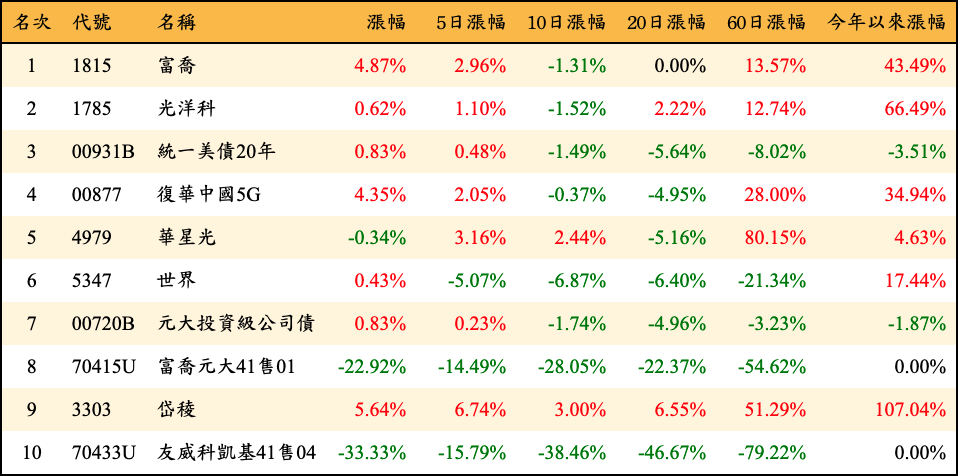 名次 代號 名稱 漲幅 5日漲幅 10日漲幅 20日漲幅 60日漲幅 今年以來漲幅
1 1815 富喬 4.87% 2.96% -1.31% 0.00% 13.57% 43.49%
2 1785 光洋科 0.62% 1.10% -1.52% 2.22% 12.74% 66.49%
3 00931B 統一美債20年 0.83% 0.48% -1.49% -5.64% -8.02% -3.51%
4 00877 復華中國5G 4.35% 2.05% -0.37% -4.95% 28.00% 34.94%
5 4979 華星光 -0.34% 3.16% 2.44% -5.16% 80.15% 4.63%
6 5347 世界 0.43% -5.07% -6.87% -6.40% -21.34% 17.44%
7 00720B 元大投資級公司債 0.83% 0.23% -1.74% -4.96% -3.23% -1.87%
8 70415U 富喬元大41售01 -22.92% -14.49% -28.05% -22.37% -54.62% 0.00%
9 3303 岱稜 5.64% 6.74% 3.00% 6.55% 51.29% 107.04%
10 70433U 友威科凱基41售04 -33.33% -15.79% -38.46% -46.67% -79.22% 0.00%